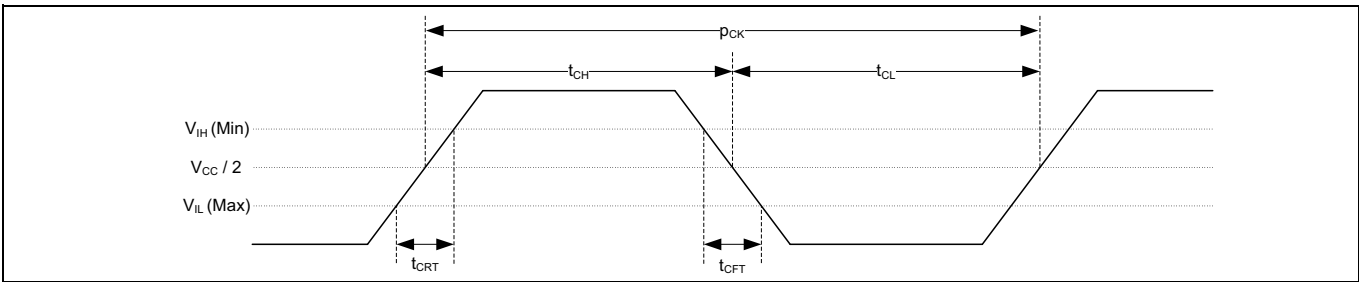 pCK
tCH
tCL
VIH (Min)
VCC / 2
VIL (Max)
tCRT
tCFT